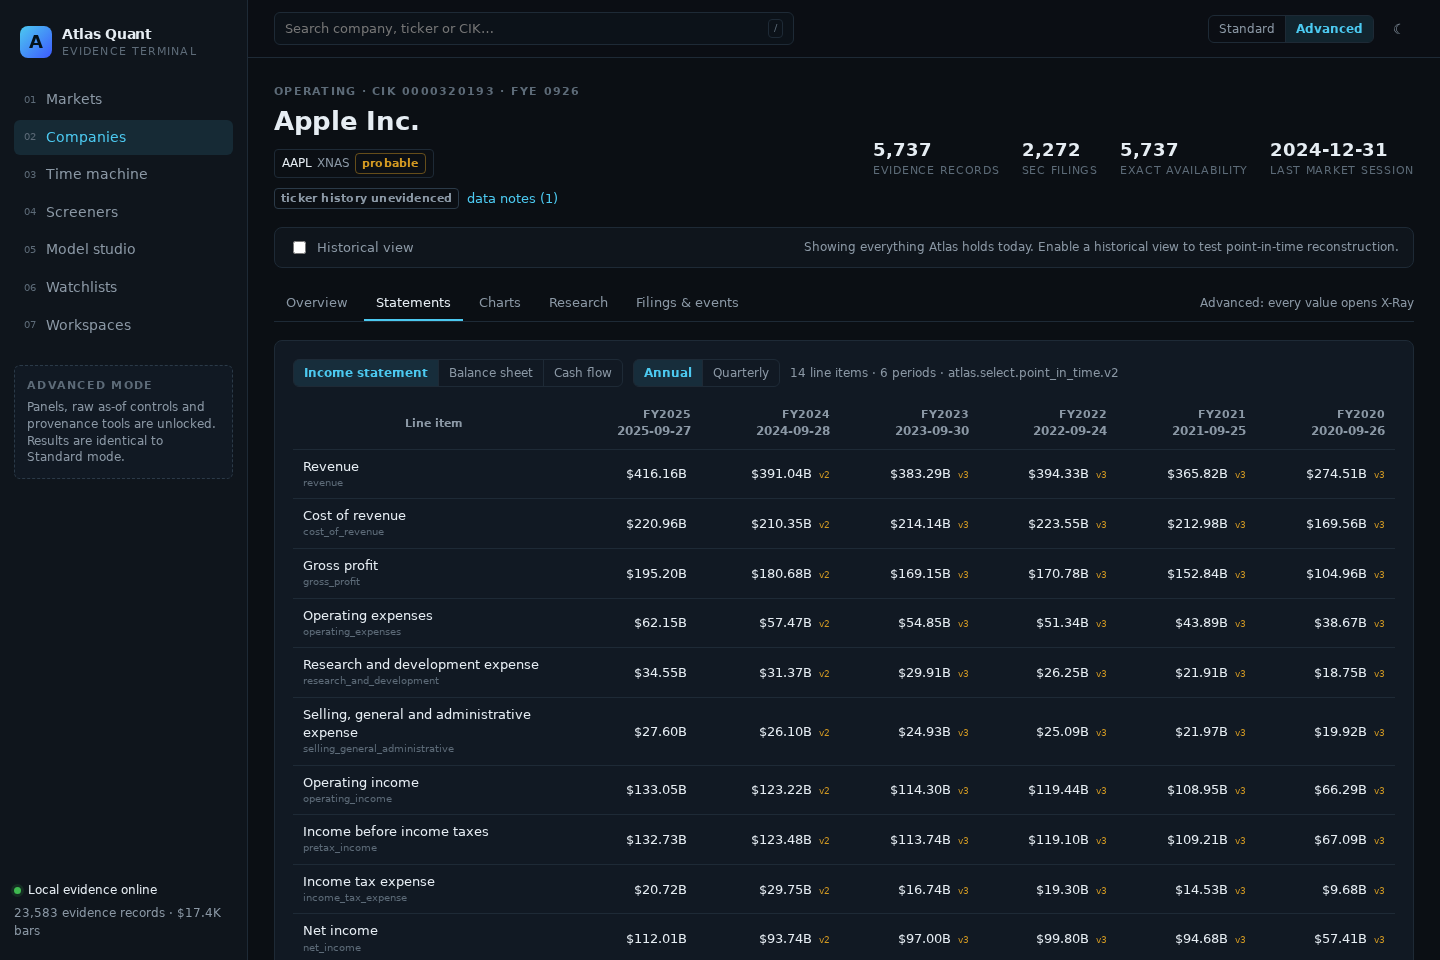 A
Atlas Quant
EVIDENCE TERMINAL
01 Markets
02 Companies
03 Time machine
04 Screeners
05 Model studio
06 Watchlists
07 Workspaces
ADVANCED MODE
Panels, raw as-of controls and
provenance tools are unlocked.
Results are identical to
Standard mode.
Local evidence online
23,583 evidence records · $17.4K
bars
Search company, ticker or CIK... /
Standard Advanced ☾
OPERATING · CIK 0000320193 · FYE 0926
Apple Inc.
AAPL XNAS probable
ticker history unevidenced data notes (1)
5,737 2,272 5,737 2024-12-31
EVIDENCE RECORDS SEC FILINGS EXACT AVAILABILITY LAST MARKET SESSION
Historical view Showing everything Atlas holds today. Enable a historical view to test point-in-time reconstruction.
Overview Statements Charts Research Filings & events Advanced: every value opens X-Ray
Income statement Balance sheet Cash flow Annual Quarterly 14 line items · 6 periods · atlas.select.point_in_time.v2
Line item FY2025 FY2024 FY2023 FY2022 FY2021 FY2020
2025-09-27 2024-09-28 2023-09-30 2022-09-24 2021-09-25 2020-09-26
Revenue $416.16B $391.04B v2 $383.29B v3 $394.33B v3 $365.82B v3 $274.51B v3
revenue
Cost of revenue $220.96B $210.35B v2 $214.14B v3 $223.55B v3 $212.98B v3 $169.56B v3
cost_of_revenue
Gross profit $195.20B $180.68B v2 $169.15B v3 $170.78B v3 $152.84B v3 $104.96B v3
gross_profit
Operating expenses $62.15B $57.47B v2 $54.85B v3 $51.34B v3 $43.89B v3 $38.67B v3
operating_expenses
Research and development expense $34.55B $31.37B v2 $29.91B v3 $26.25B v3 $21.91B v3 $18.75B v3
research_and_development
Selling, general and administrative
expense $27.60B $26.10B v2 $24.93B v3 $25.09B v3 $21.97B v3 $19.92B v3
selling_general_administrative
Operating income $133.05B $123.22B v2 $114.30B v3 $119.44B v3 $108.95B v3 $66.29B v3
operating_income
Income before income taxes $132.73B $123.48B v2 $113.74B v3 $119.10B v3 $109.21B v3 $67.09B v3
pretax_income
Income tax expense $20.72B $29.75B v2 $16.74B v3 $19.30B v3 $14.53B v3 $9.68B v3
income_tax_expense
Net income $112.01B $93.74B v2 $97.00B v3 $99.80B v3 $94.68B v3 $57.41B v3
net_income